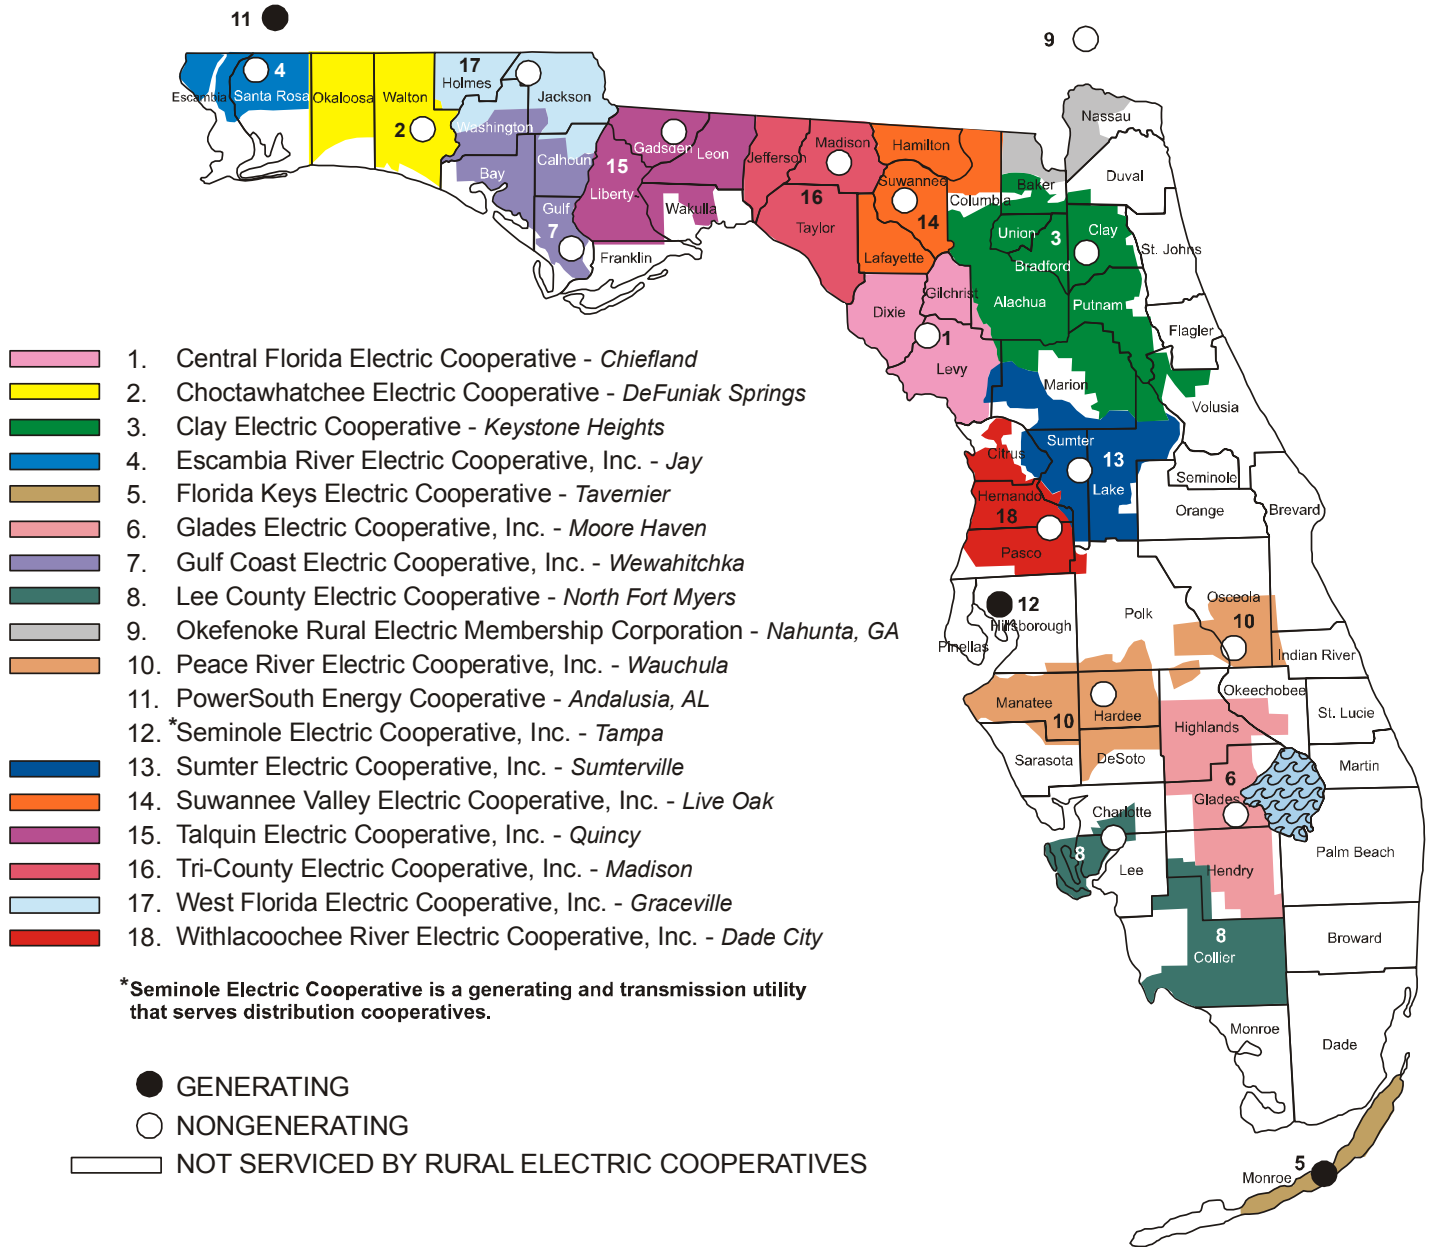 11
9
4
17
Holmes
Escambia
Santa Rosa
Okaloosa
Walton
Jackson
Nassau
2
Washington
Gadsden
Leon
Jefferson
Madison
Hamilton
Duval
Bay
Calhoun
15
Liberty
Suwannee
Baker
Columbia
Gulf
7
Wakulla
16
Taylor
14
Union
3
Clay
Franklin
Lafayette
Bradford
St. Johns
Dixie
Gilchrist
Alachua
Putnam
Flagler
1
Levy
Marion
Volusia
Sumter
13
Citrus
Lake
Seminole
Hernando
18
Orange
Brevard
Pasco
12
Hillsborough
Polk
Osceola
10
Pinellas
Indian River
Manatee
10
Hardee
Okeechobee
Highlands
St. Lucie
Sarasota
DeSoto
Martin
6
Glades
Charlotte
8
Lee
Hendry
Palm Beach
8
Collier
Broward
Monroe
Dade
5
Monroe
1. Central Florida Electric Cooperative - Chiefland
2. Choctawhatchee Electric Cooperative - DeFuniak Springs
3. Clay Electric Cooperative - Keystone Heights
4. Escambia River Electric Cooperative, Inc. - Jay
5. Florida Keys Electric Cooperative - Tavernier
6. Glades Electric Cooperative, Inc. - Moore Haven
7. Gulf Coast Electric Cooperative, Inc. - Wewahitchka
8. Lee County Electric Cooperative - North Fort Myers
9. Okefenoke Rural Electric Membership Corporation - Nahunta, GA
10. Peace River Electric Cooperative, Inc. - Wauchula
11. PowerSouth Energy Cooperative - Andalusia, AL
12. *Seminole Electric Cooperative, Inc. - Tampa
13. Sumter Electric Cooperative, Inc. - Sumterville
14. Suwannee Valley Electric Cooperative, Inc. - Live Oak
15. Talquin Electric Cooperative, Inc. - Quincy
16. Tri-County Electric Cooperative, Inc. - Madison
17. West Florida Electric Cooperative, Inc. - Graceville
18. Withlacoochee River Electric Cooperative, Inc. - Dade City
*Seminole Electric Cooperative is a generating and transmission utility
that serves distribution cooperatives.
GENERATING
NONGENERATING
NOT SERVICED BY RURAL ELECTRIC COOPERATIVES